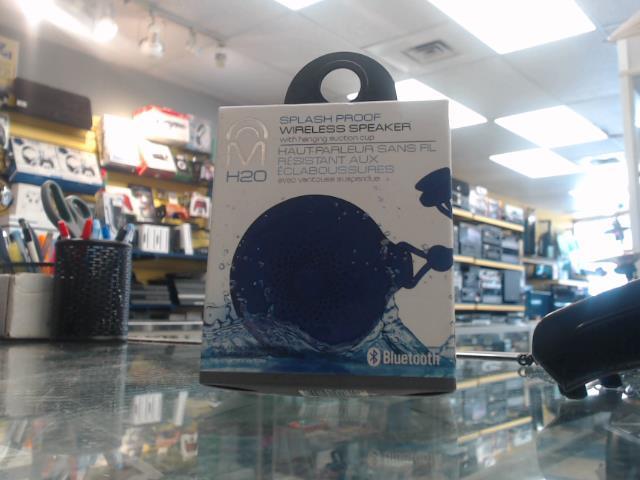 SPLASH PROOF
WIRELESS SPEAKER
with hanging suction cup
HAUT-PARLEUR SANS FIL
RÉSISTANT AUX
ÉCLABOUSSURES
avec ventouse suspendue
H2O
Bluetooth